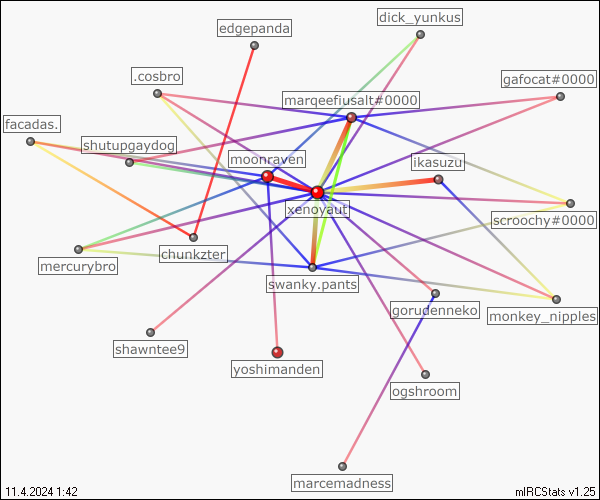 dick_yunkus
edgepanda
.cosbro
gafocat#0000
marqeefiusalt#0000
facadas.
shutupgaydog
moonraven
ikasuzu
xenoyaut
scroochy#0000
chunkzter
mercurybro
swanky.pants
gorudenneko
monkey_nipples
shawntee9
yoshimanden
ogshroom
marcemadness
11.4.2024 1:42
mIRCStats v1.25